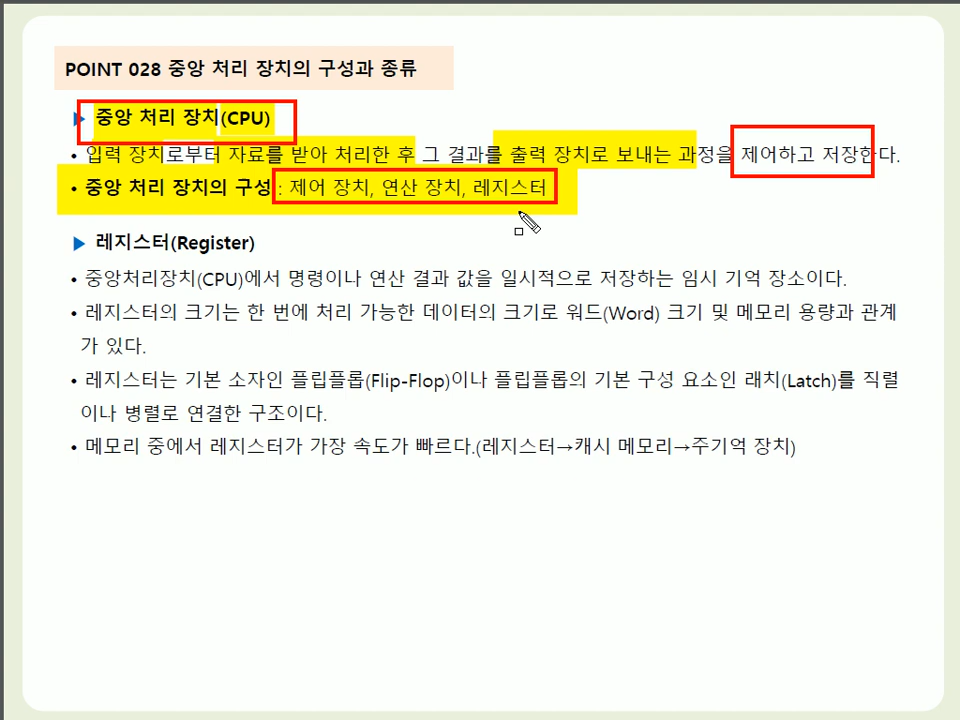 POINT 028 중앙 처리 장치의 구성과 종류
▶ 중앙 처리 장치(CPU)
• 입력 장치로부터 자료를 받아 처리한 후 그 결과를 출력 장치로 보내는 과정을 제어하고 저장한다.
• 중앙 처리 장치의 구성 : 제어 장치, 연산 장치, 레지스터
▶ 레지스터(Register)
• 중앙처리장치(CPU)에서 명령이나 연산 결과 값을 일시적으로 저장하는 임시 기억 장소이다.
• 레지스터의 크기는 한 번에 처리 가능한 데이터의 크기로 워드(Word) 크기 및 메모리 용량과 관계
가 있다.
• 레지스터는 기본 소자인 플립플롭(Flip-Flop)이나 플립플롭의 기본 구성 요소인 래치(Latch)를 직렬
이나 병렬로 연결한 구조이다.
• 메모리 중에서 레지스터가 가장 속도가 빠르다.(레지스터→캐시 메모리→주기억 장치)